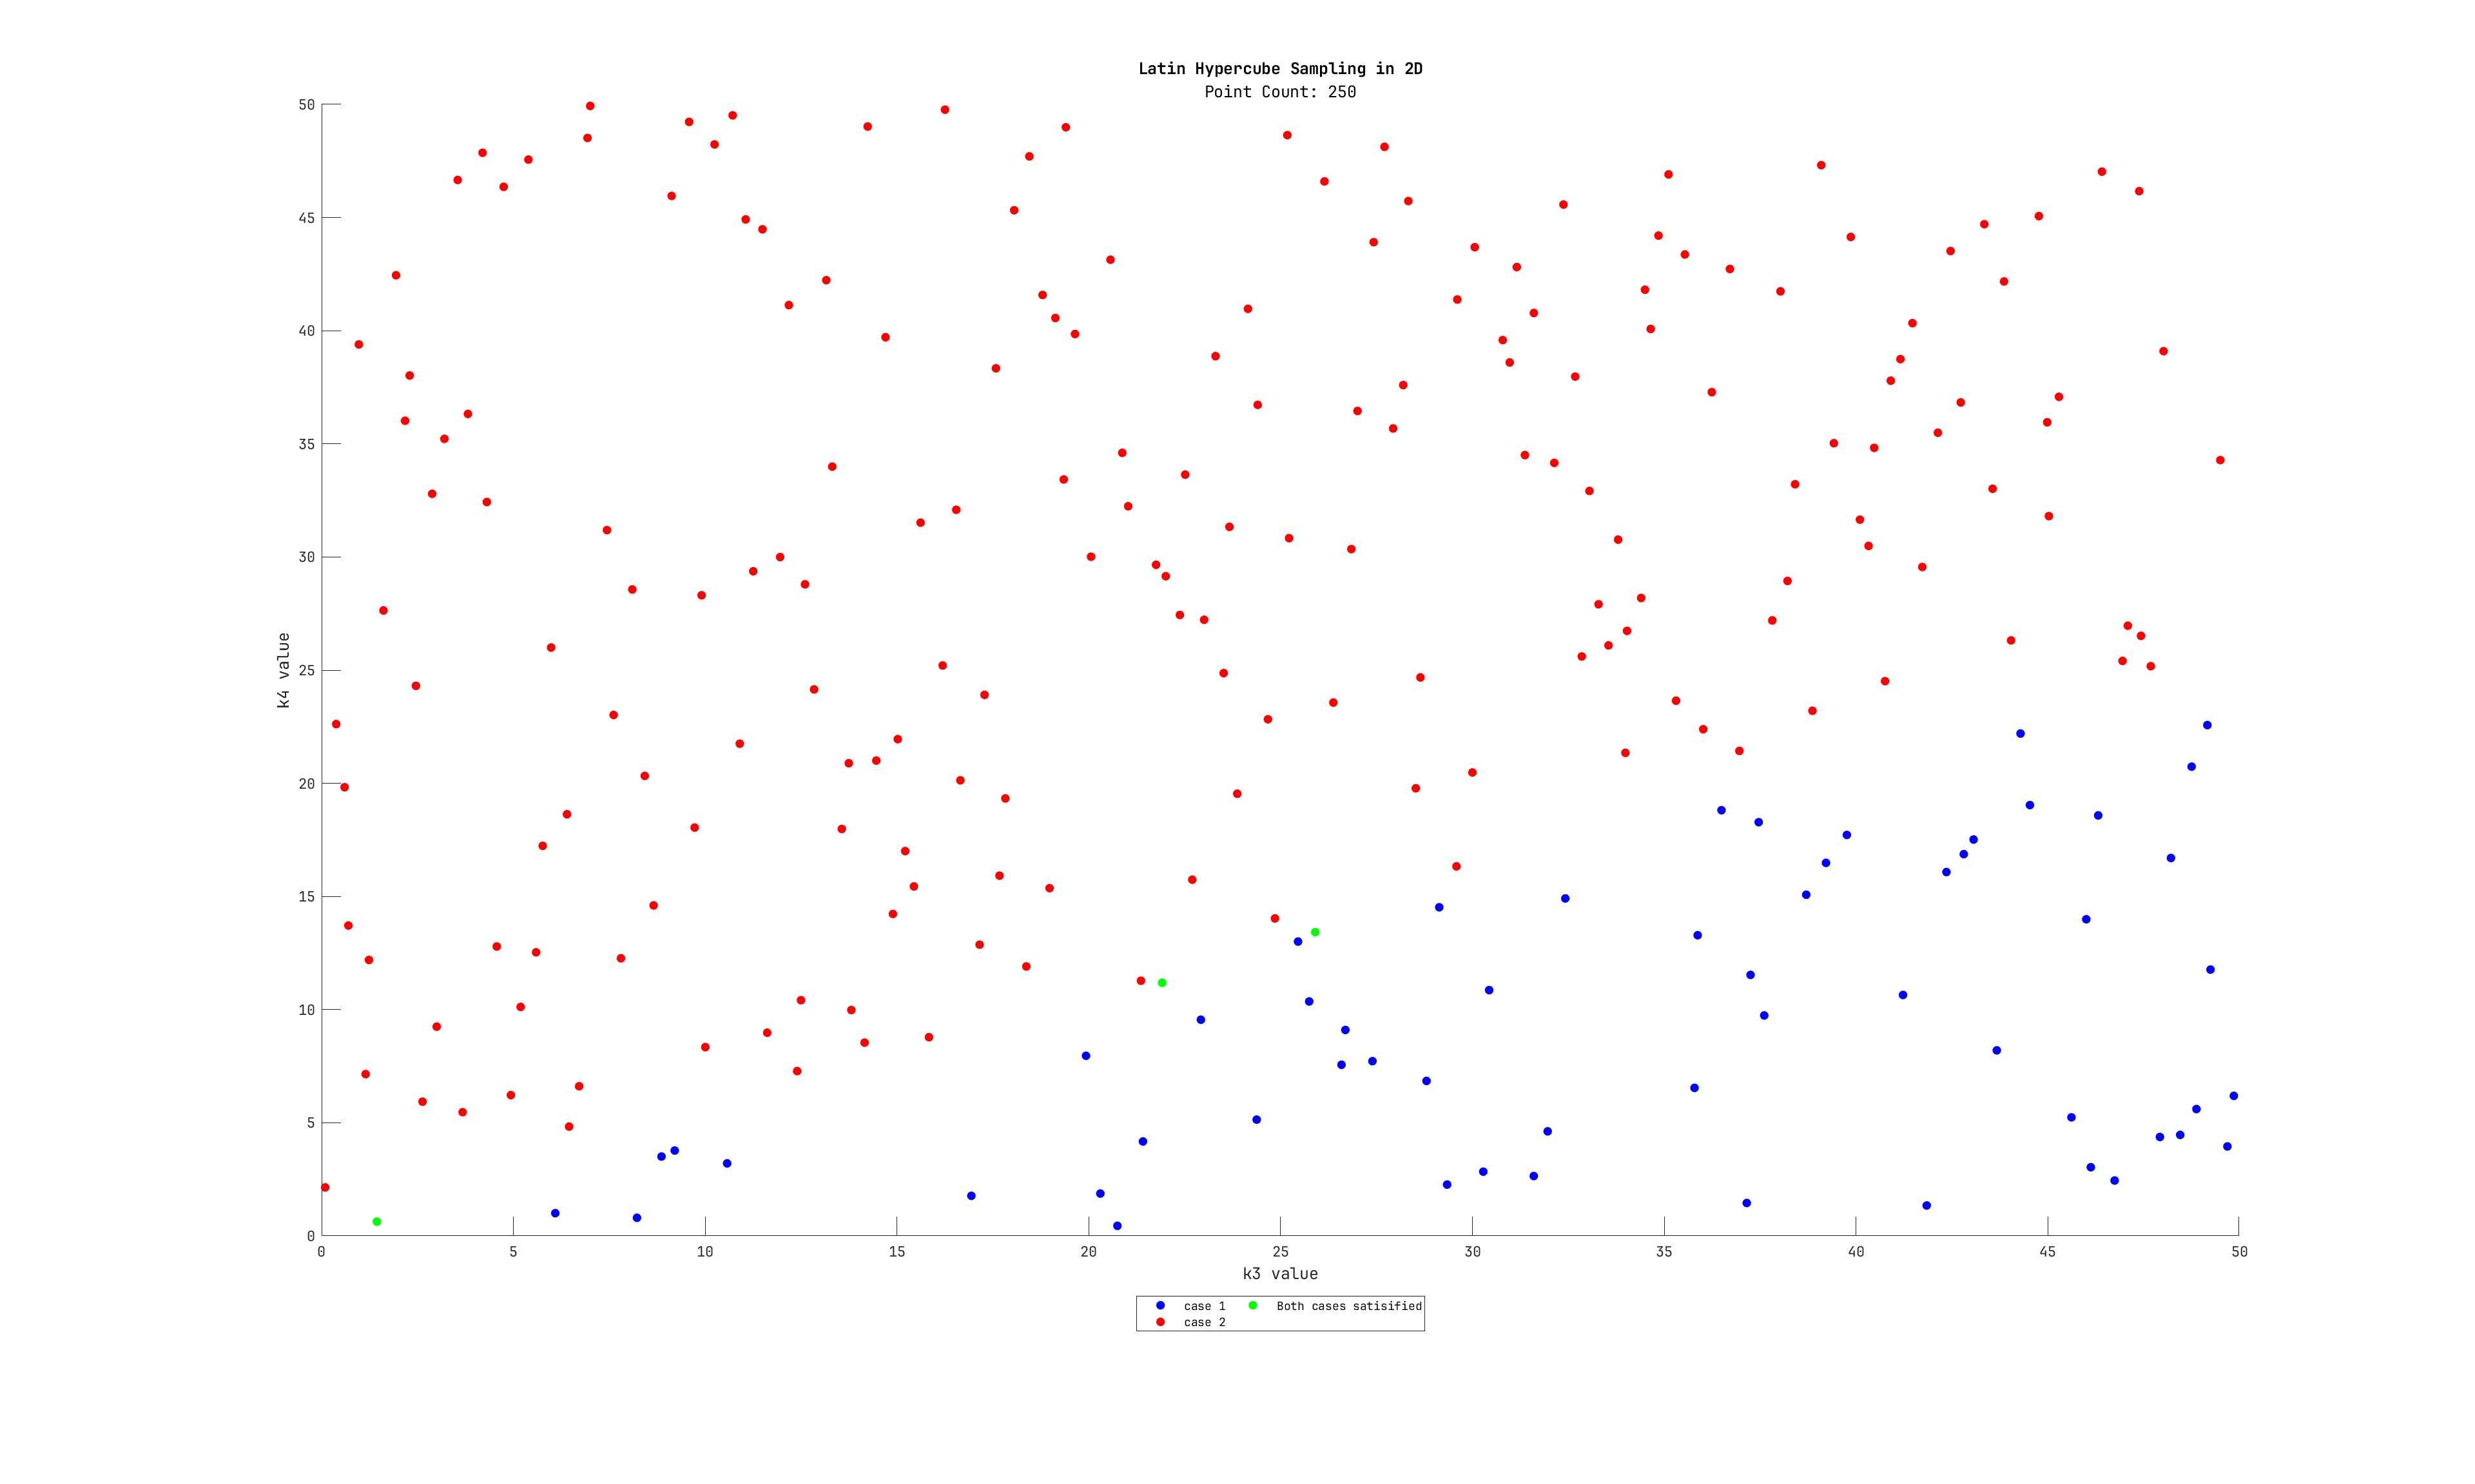 Latin Hypercube Sampling in 2D
Point Count: 250
50
45
40
35
30
25
20
15
10
5
0
k4 value
0 5 10 15 20 25 30 35 40 45 50
k3 value
case 1 Both cases satisified
case 2